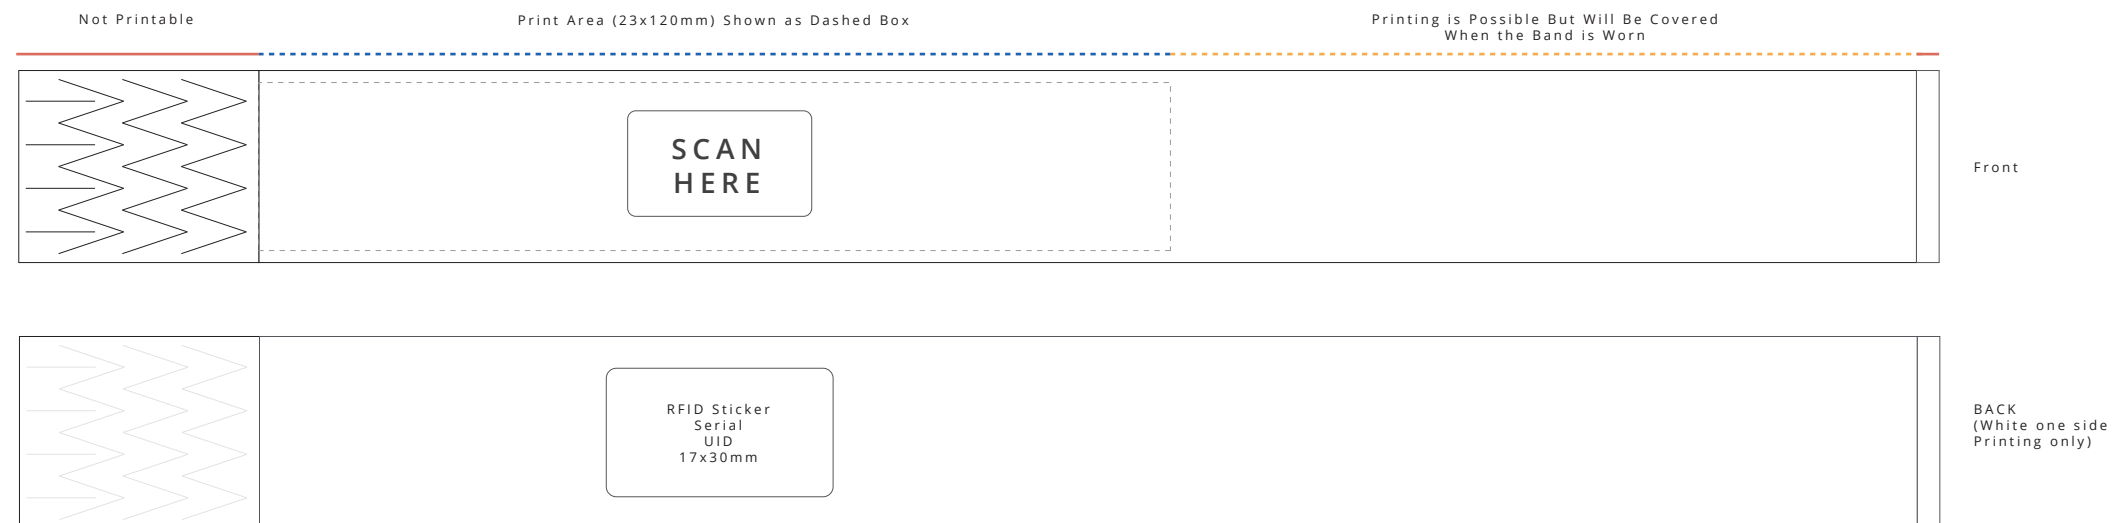 Not Printable
Print Area (23x120mm) Shown as Dashed Box
Printing is Possible But Will Be Covered
When the Band is Worn
SCAN
HERE
Front
RFID Sticker
Serial
UID
17x30mm
BACK
(White one side
Printing only)